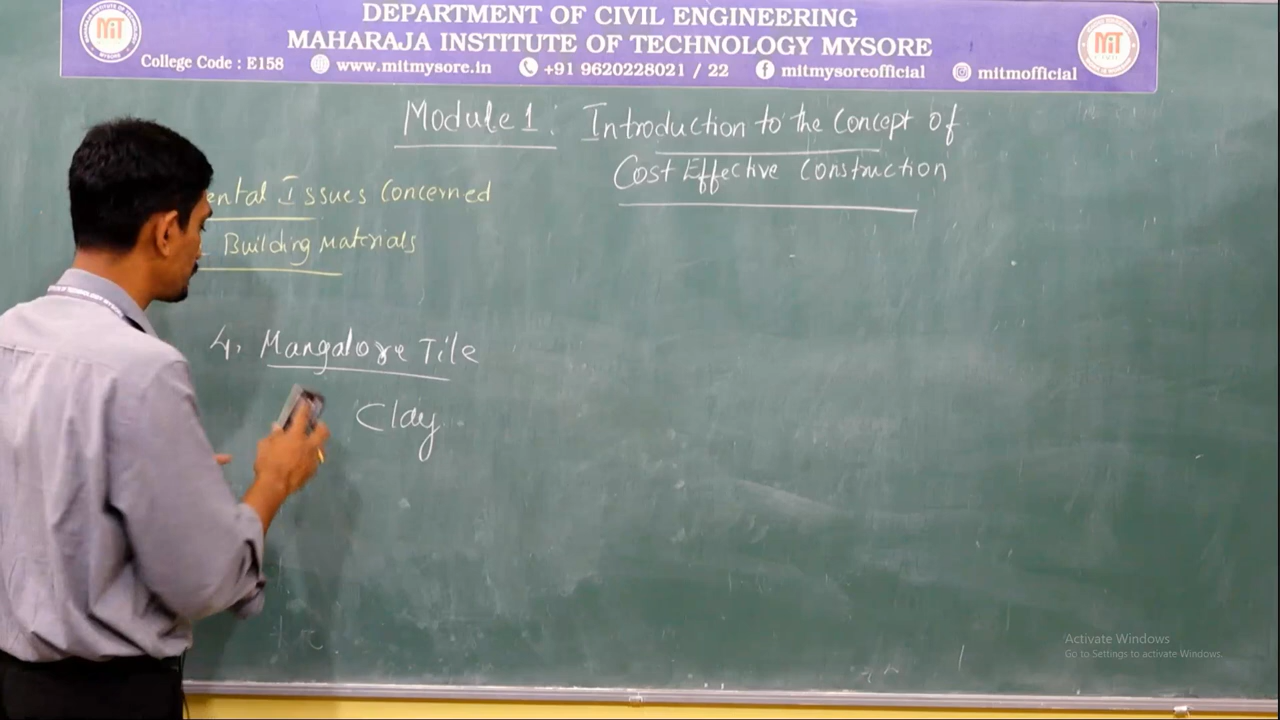 DEPARTMENT OF CIVIL ENGINEERING
MAHARAJA INSTITUTE OF TECHNOLOGY MYSORE
College Code : E158 www.mitmysore.in +91 9620228021 / 22 mitmysoreofficial mitmofficial
MIT
MIT
Module 1 : Introduction to the Concept of
Cost Effective Construction
ental Issues Concerned
Building Materials
4. Mangalore Tile
Clay
Activate Windows
Go to Settings to activate Windows.